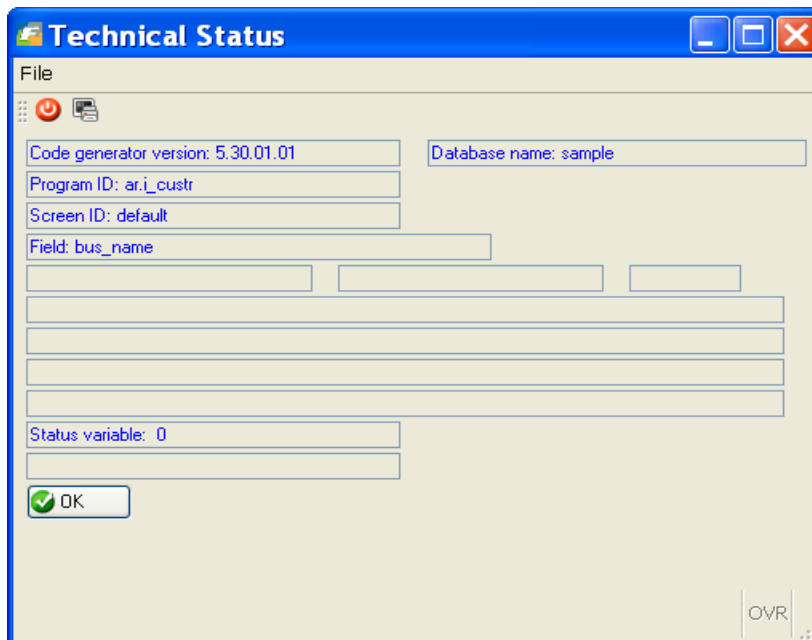 Technical Status
File
Code generator version: 5.30.01.01
Database name: sample
Program ID: ar.i_custr
Screen ID: default
Field: bus_name
Status variable:  0
OK
OVR